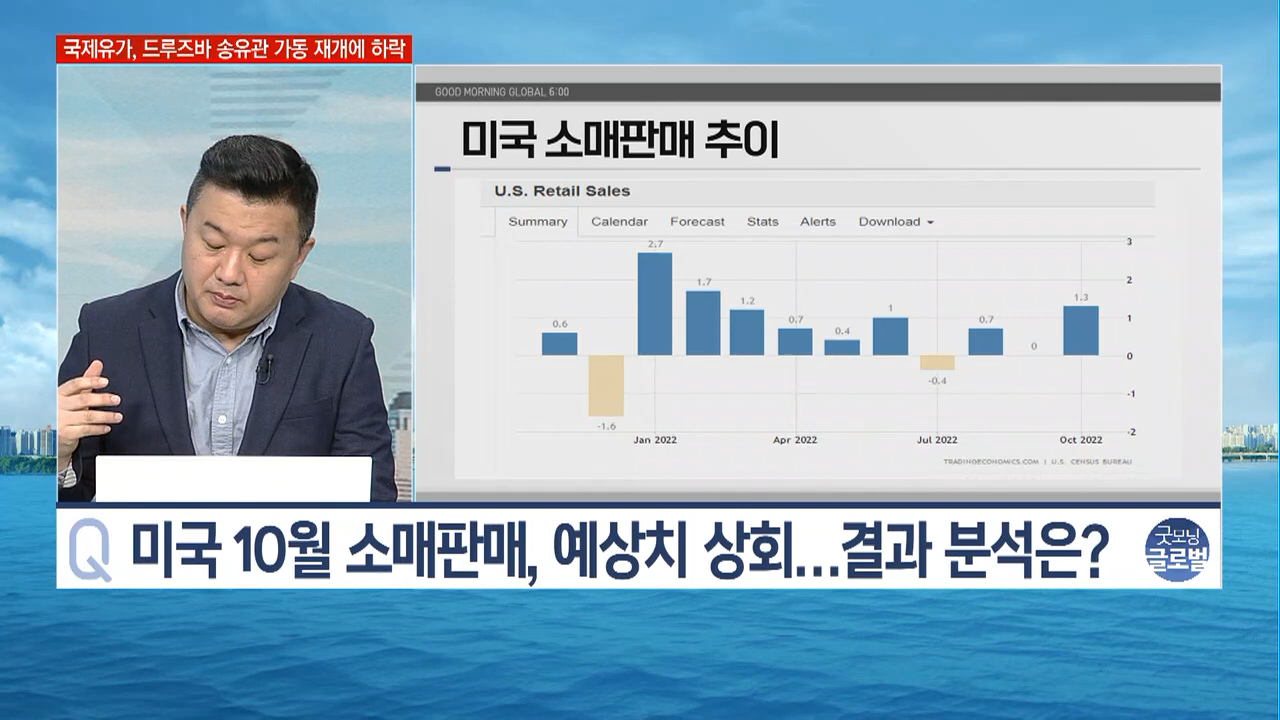 국제유가, 드루즈바 송유관 가동 재개에 하락
GOOD MORNING GLOBAL 6:00
미국 소매판매 추이
U.S. Retail Sales
Summary Calendar Forecast Stats Alerts Download
3
2
1
0
-1
-2
0.6
-1.6
2.7
1.7
1.2
0.7
0.4
1
-0.4
0.7
0
1.3
Jan 2022 Apr 2022 Jul 2022 Oct 2022
TRADINGECONOMICS.COM | U.S. CENSUS BUREAU
Q 미국 10월 소매판매, 예상치 상회...결과 분석은?
굿모닝
글로벌